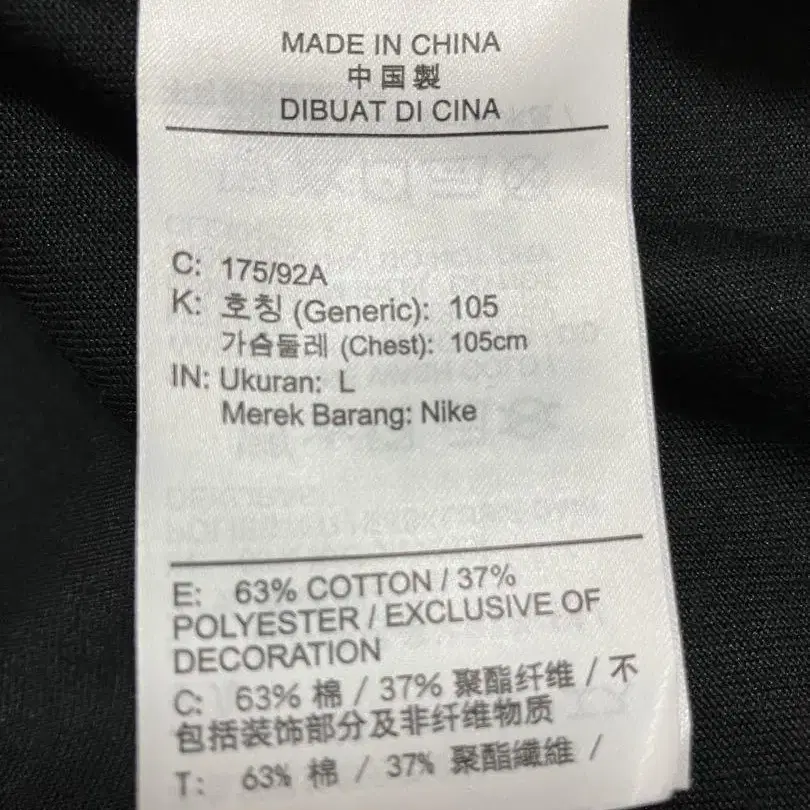 MADE IN CHINA
中国製
DIBUAT DI CINA
C: 175/92A
K: 호칭 (Generic): 105
가슴둘레 (Chest): 105cm
IN: Ukuran: L
Merek Barang: Nike
E: 63% COTTON / 37%
POLYESTER / EXCLUSIVE OF
DECORATION
C: 63% 棉 / 37% 聚酯纤维 / 不
包括装饰部分及非纤维物质
T: 63% 棉 / 37% 聚酯纖維 /